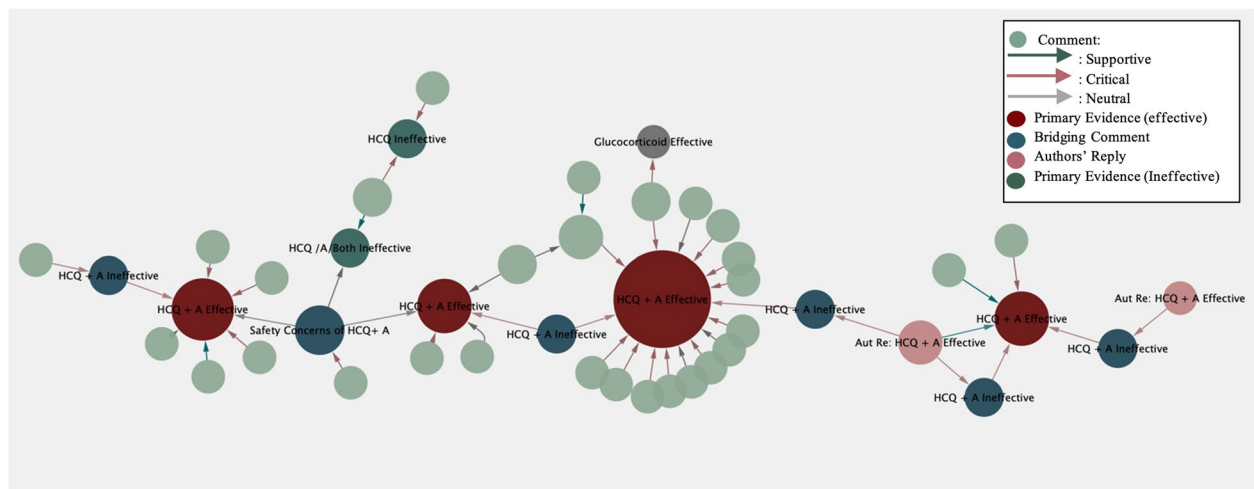 Comment:
: Supportive
: Critical
: Neutral
Primary Evidence (effective)
Bridging Comment
Authors' Reply
Primary Evidence (Ineffective)
HCQ Ineffective
Glucocorticoid Effective
HCQ /A/Both Ineffective
HCQ + A Ineffective
HCQ + A Effective
Safety Concerns of HCQ+ A
HCQ + A Effective
HCQ + A Ineffective
HCQ + A Effective
HCQ + A Ineffective
Aut Re: HCQ + A Effective
HCQ + A Effective
Aut Re: HCQ + A Effective
HCQ + A Ineffective
HCQ + A Ineffective